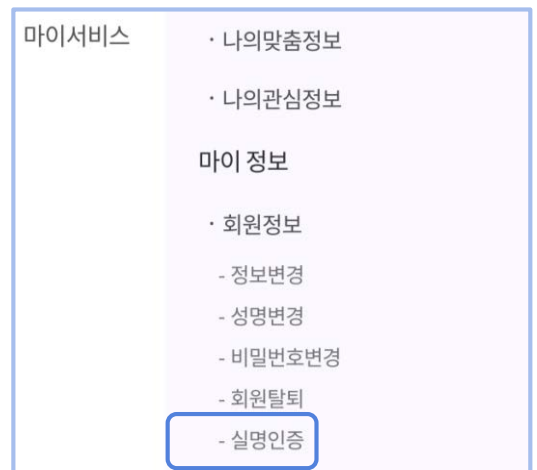 마이서비스
· 나의맞춤정보
· 나의관심정보
마이 정보
· 회원정보
- 정보변경
- 성명변경
- 비밀번호변경
- 회원탈퇴
- 실명인증